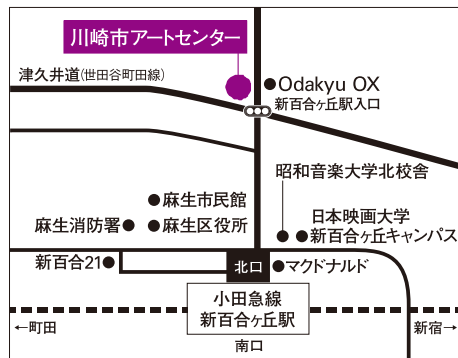 川崎市アートセンター
津久井道(世田谷町田線)
Odakyu OX
新百合ヶ丘駅入口
昭和音楽大学北校舎
麻生市民館
麻生消防署
麻生区役所
日本映画大学
新百合ヶ丘キャンパス
新百合21
北口
マクドナルド
小田急線
新百合ヶ丘駅
←町田
新宿→
南口